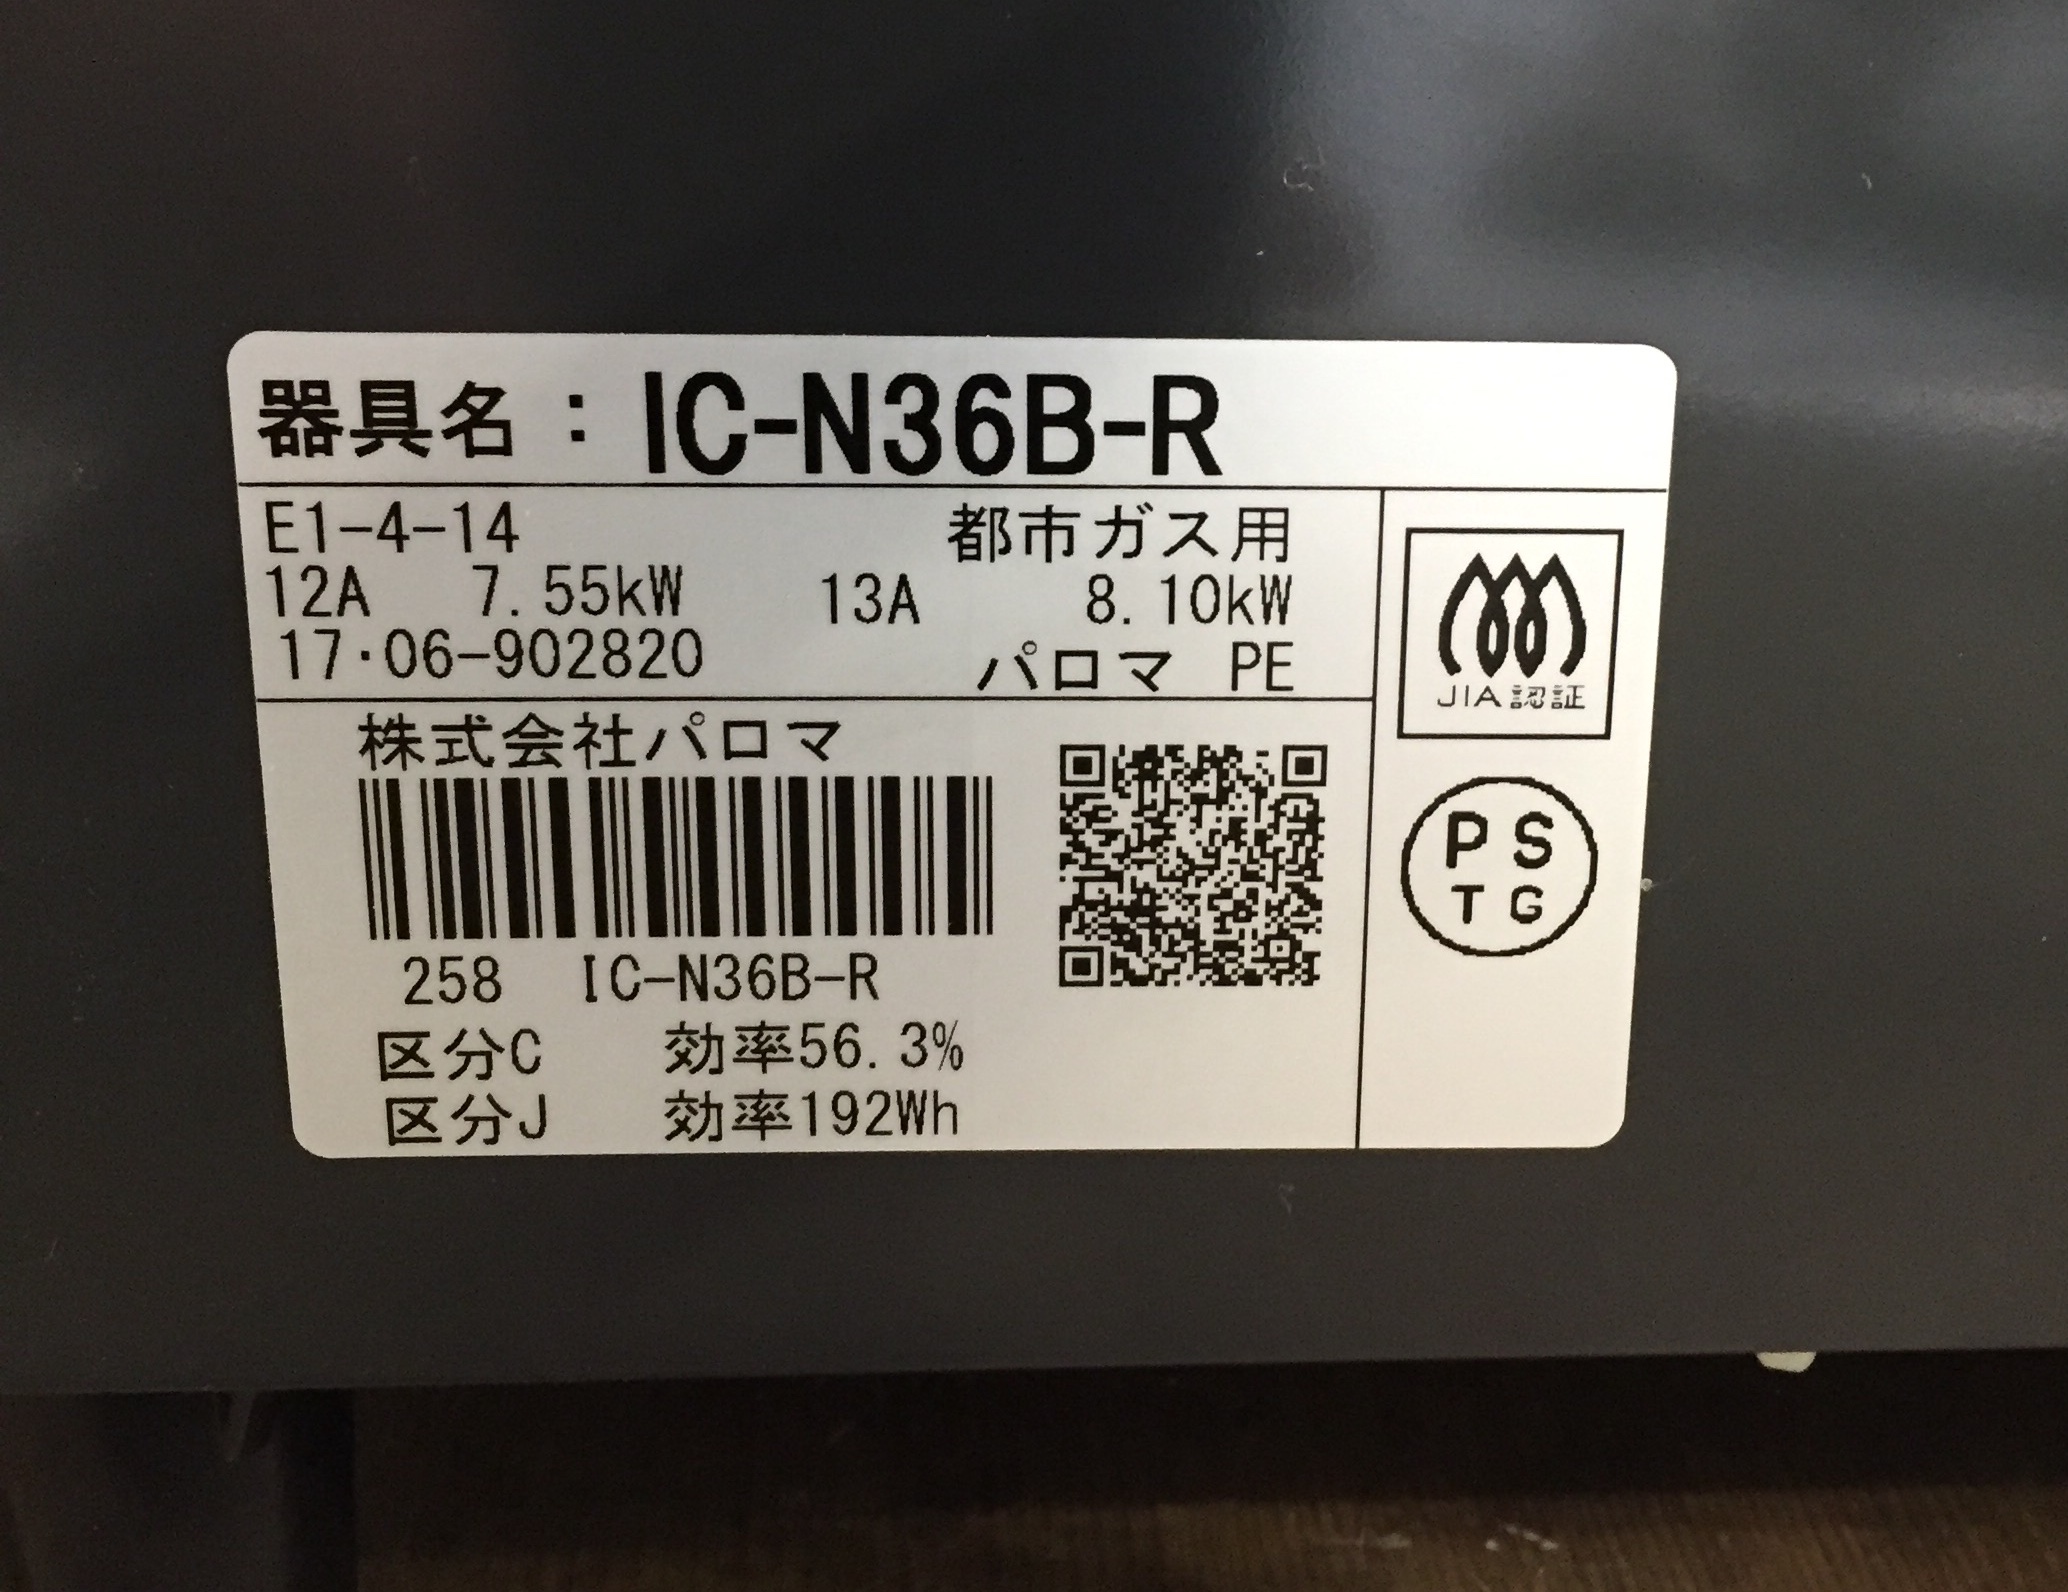 器具名：IC-N36B-R
E1-4-14 都市ガス用
12A 7.55kW 13A 8.10kW
17・06-902820 パロマ PE
株式会社パロマ
258 IC-N36B-R
区分C 効率56.3%
区分J 効率192Wh
JIA認証
PS
TG